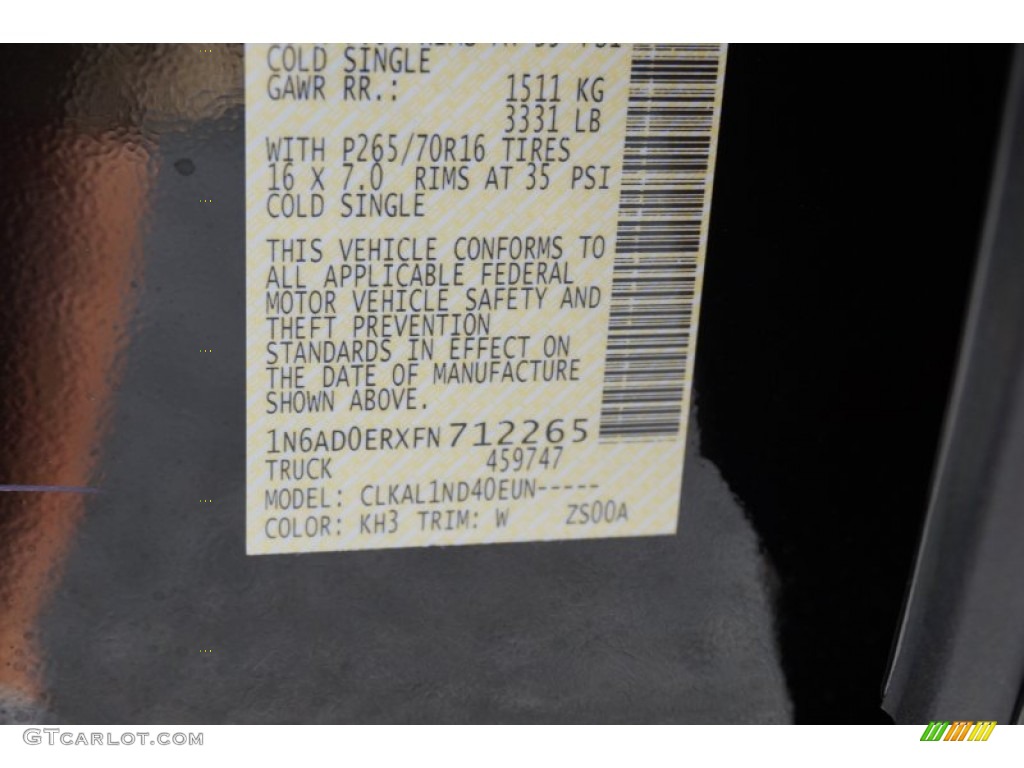 COLD SINGLE
GAWR RR.: 1511 KG
3331 LB
WITH P265/70R16 TIRES
16 X 7.0 RIMS AT 35 PSI
COLD SINGLE
THIS VEHICLE CONFORMS TO
ALL APPLICABLE FEDERAL
MOTOR VEHICLE SAFETY AND
THEFT PREVENTION
STANDARDS IN EFFECT ON
THE DATE OF MANUFACTURE
SHOWN ABOVE.
1N6AD0ERXFN712265
TRUCK 459747
MODEL: CLKAL1ND40EUN-----
COLOR: KH3 TRIM: W ZS00A
GTCARLOT.COM